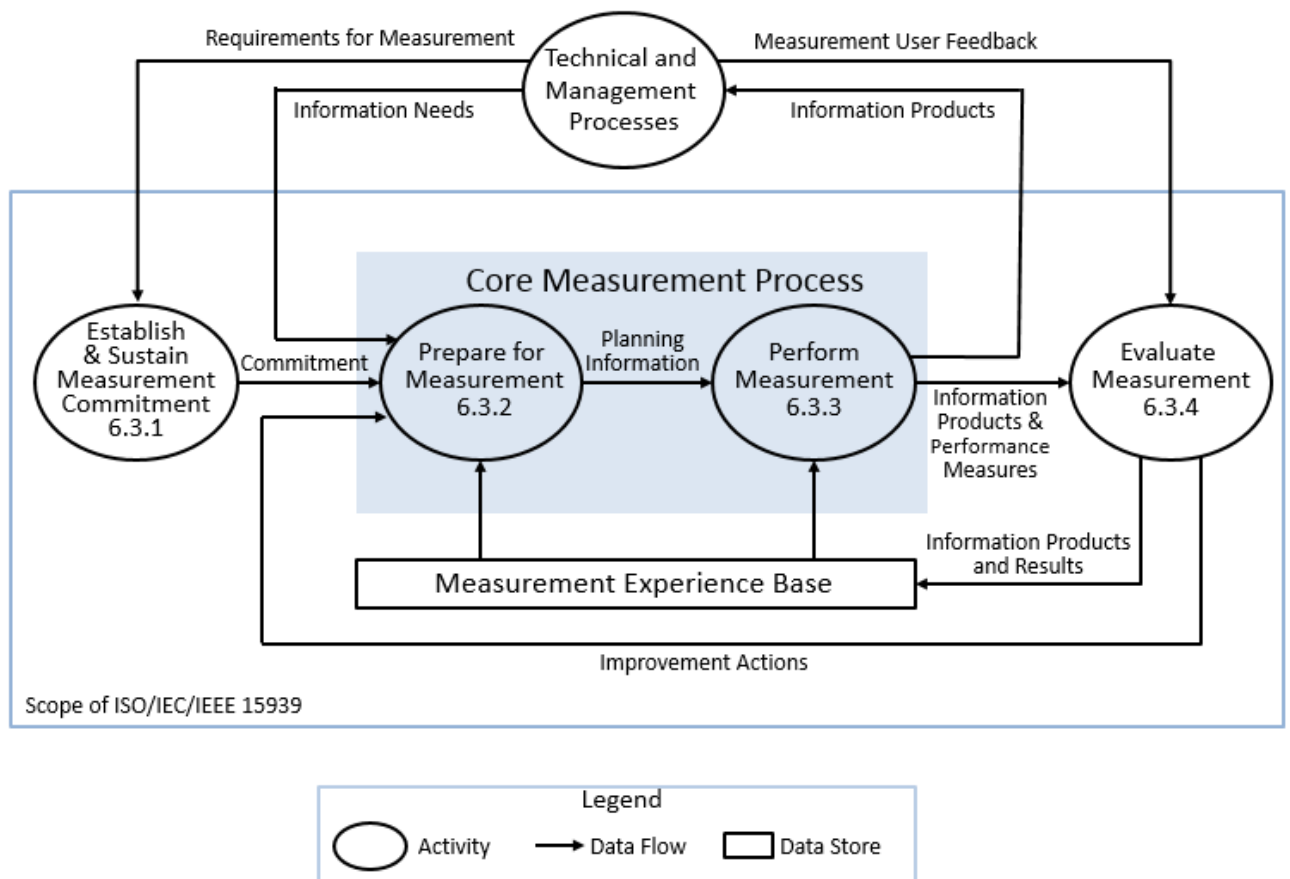 Requirements for Measurement
Measurement User Feedback
Technical and
Management
Processes
Information Needs
Information Products
Core Measurement Process
Establish
& Sustain
Measurement
Commitment
6.3.1
Commitment
Prepare for
Measurement
6.3.2
Planning
Information
Perform
Measurement
6.3.3
Information
Products &
Performance
Measures
Evaluate
Measurement
6.3.4
Information Products
and Results
Measurement Experience Base
Improvement Actions
Scope of ISO/IEC/IEEE 15939
Legend
Activity
Data Flow
Data Store